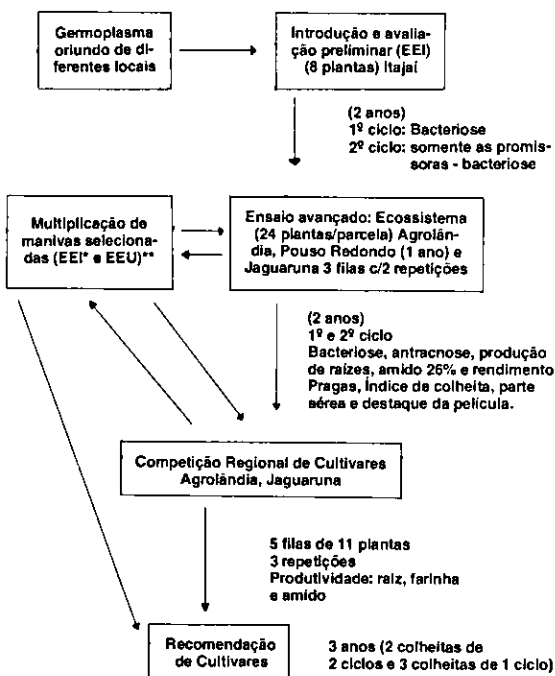 Germoplasma
oriundo de di-
ferentes locais
Introdução e ava-
liação preliminar (EEI)
(8 plantas) Itajaí
(2 anos)
1º ciclo: Bacteriose
2º ciclo: somente as promis-
soras - bacteriose
Multiplicação de
manivas seleciona-
das (EEI* e EEU)**
Ensaio avançado: Ecossistema
(24 plantas/parcela) Agrolân-
dia, Pouso Redondo (1 ano) e
Jaguaruna 3 filas c/2 repetições
(2 anos)
1º e 2º ciclo
Bacteriose, antracnose, produção
de raízes, amido 25% e rendimento
Pragas, Índice de colheita, parte
aérea e destaque da película.
Competição Regional de Cultivares
Agrolândia, Jaguaruna
5 filas de 11 plantas
3 repetições
Produtividade: raiz, farinha
e amido
Recomendação
de Cultivares
3 anos (2 colheitas de
2 ciclos e 3 colheitas de 1 ciclo)